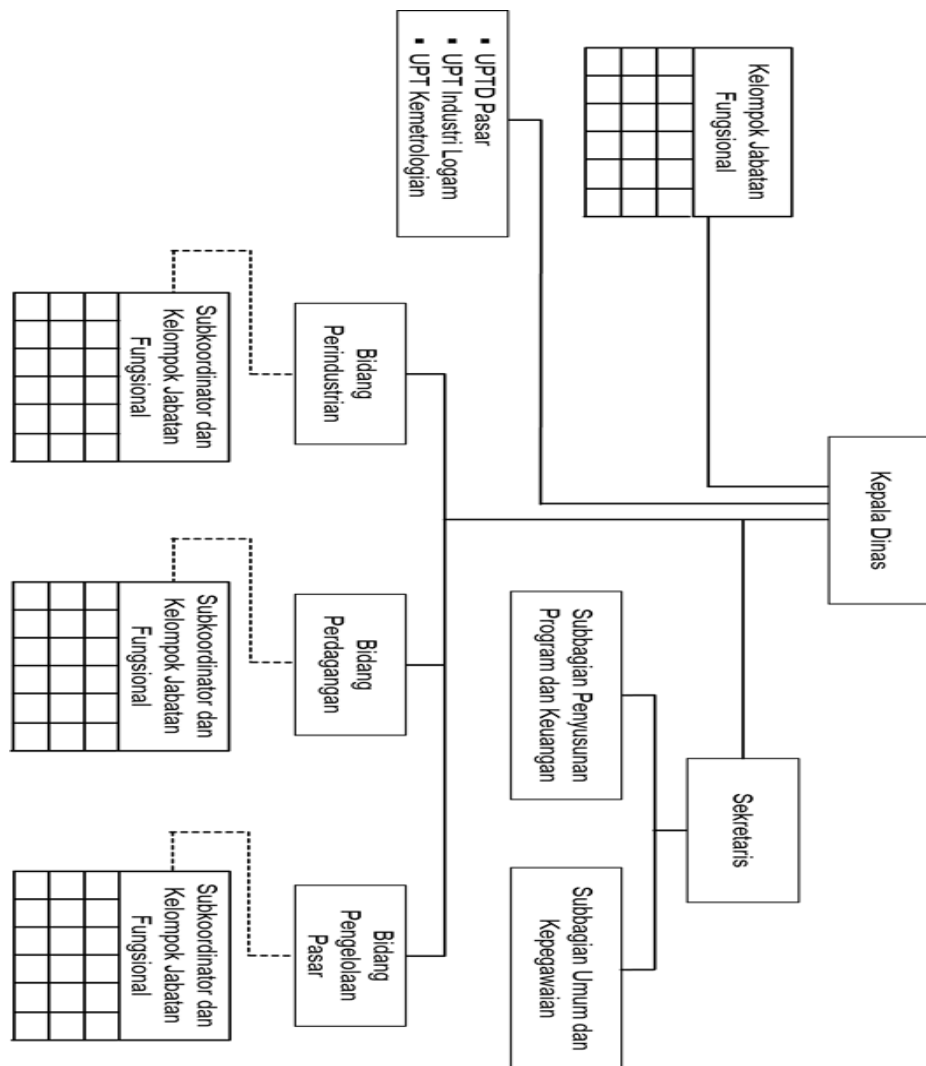 Kepala Dinas
Kelompok Jabatan
Fungsional
Sekretaris
▪ UPTD Pasar
▪ UPT Industri Logam
▪ UPT Kemetrologian
Subbagian Penyusunan
Program dan Keuangan
Subbagian Umum dan
Kepegawaian
Bidang
Perindustrian
Bidang
Perdagangan
Bidang
Pengelolaan
Pasar
Subkoordinator dan
Kelompok Jabatan
Fungsional
Subkoordinator dan
Kelompok Jabatan
Fungsional
Subkoordinator dan
Kelompok Jabatan
Fungsional